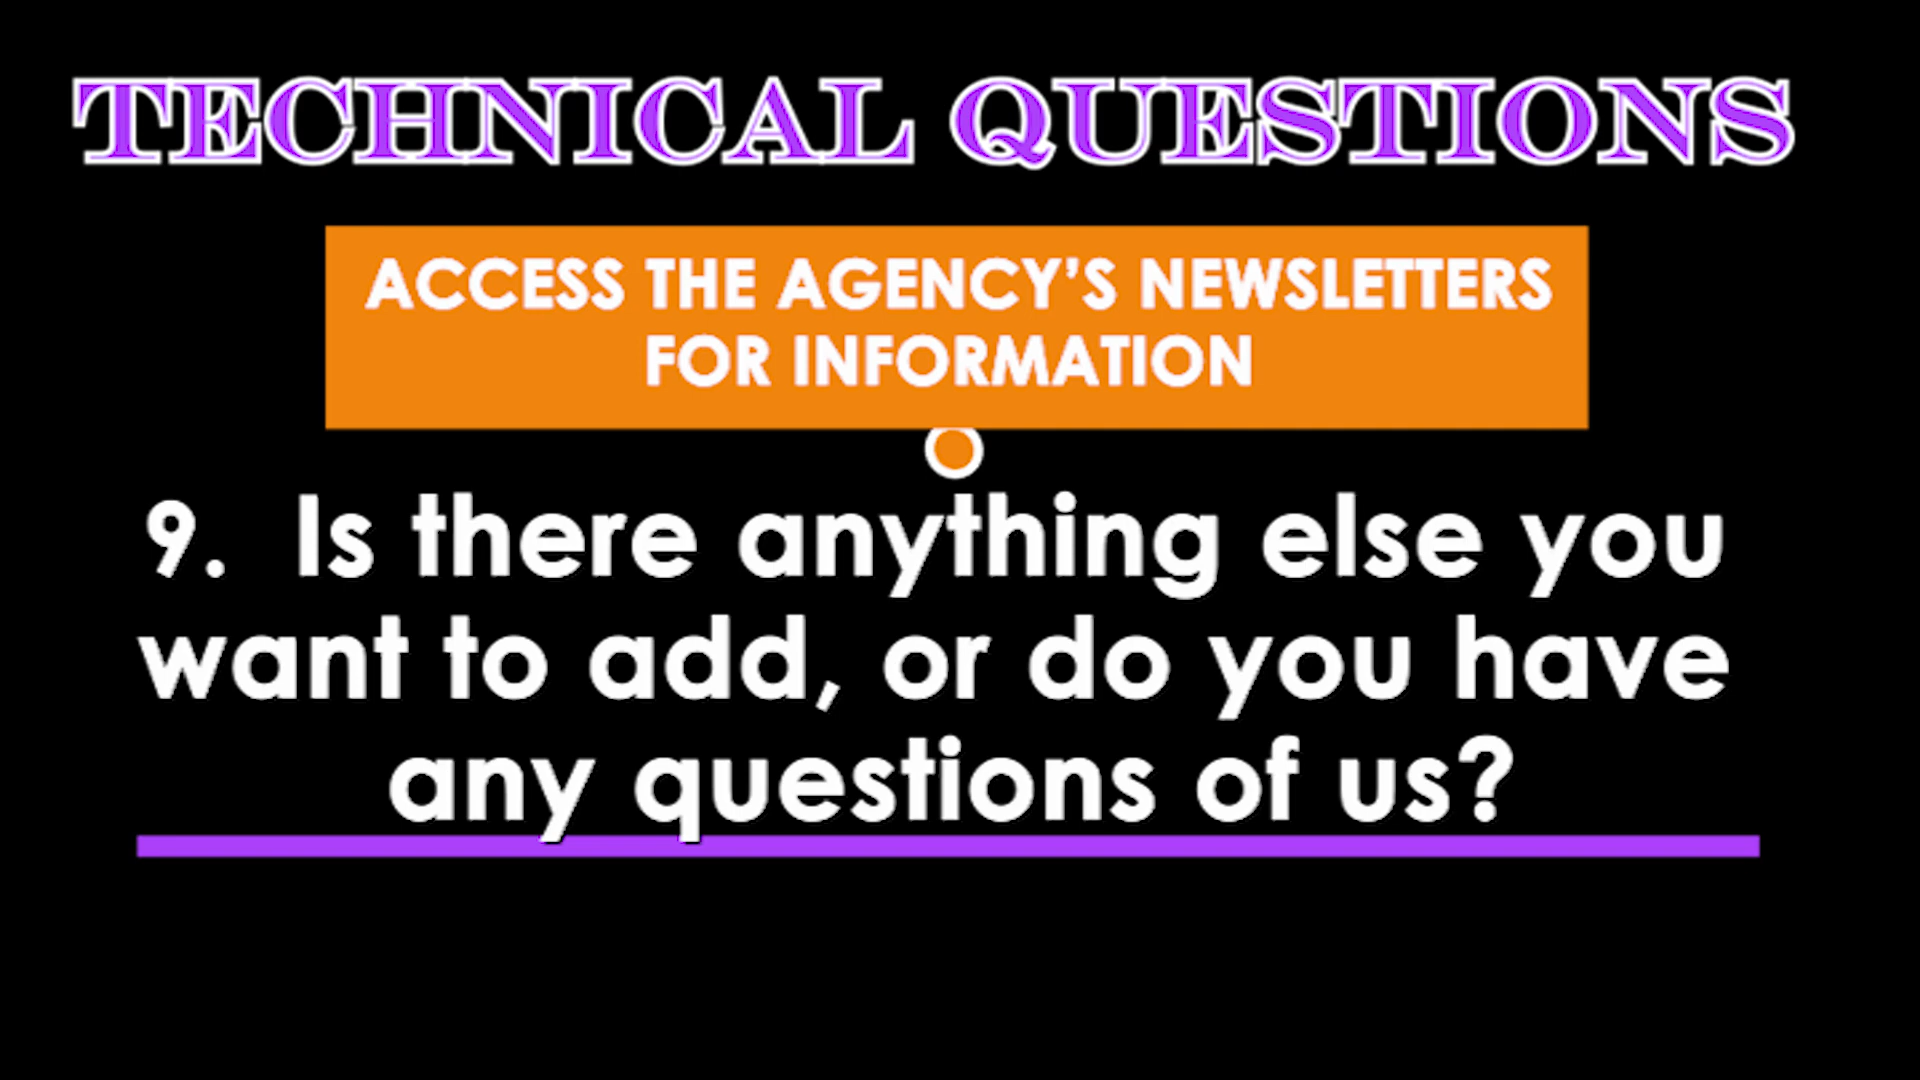 TECHNICAL QUESTIONS
ACCESS THE AGENCY’S NEWSLETTERS
FOR INFORMATION
9. Is there anything else you
want to add, or do you have
any questions of us?